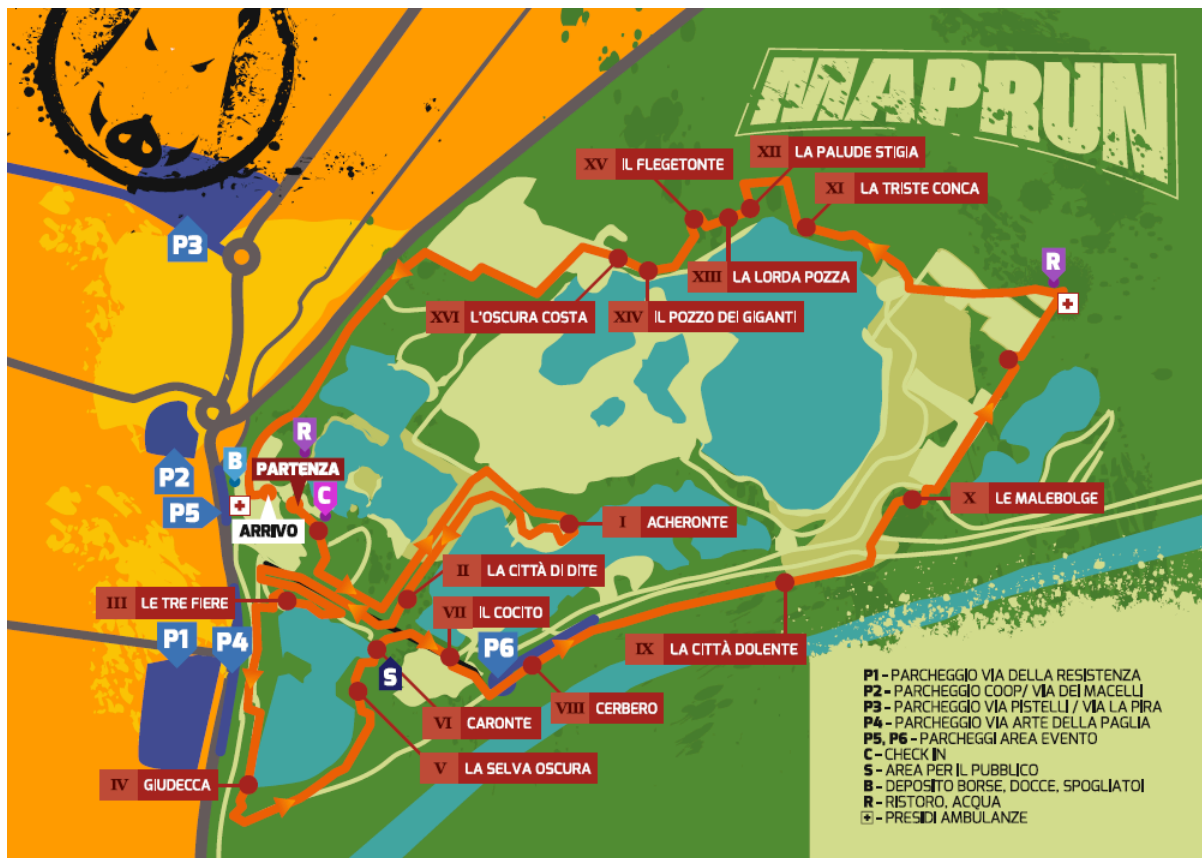 MAPRUN
XII LA PALUDE STIGIA
XV IL FLEGETONTE
XI LA TRISTE CONCA
P3
R
XIII LA LORDA POZZA
XVI L'OSCURA COSTA
XIV IL POZZO DEI GIGANTI
R
B
PARTENZA
P2
C
X LE MALEBOLGE
P5
ARRIVO
I ACHERONTE
II LA CITTÀ DI DITE
III LE TRE FIERE
VII IL COCITO
P1
P4
P6
IX LA CITTÀ DOLENTE
S
VIII CERBERO
VI CARONTE
V LA SELVA OSCURA
IV GIUDECCA
P1 - PARCHEGGIO VIA DELLA RESISTENZA
P2 - PARCHEGGIO COOP/ VIA DEI MACELLI
P3 - PARCHEGGIO VIA PISTELLI / VIA LA PIRA
P4 - PARCHEGGIO VIA ARTE DELLA PAGLIA
P5, P6 - PARCHEGGI AREA EVENTO
C - CHECK IN
S - AREA PER IL PUBBLICO
B - DEPOSITO BORSE, DOCCE, SPOGLIATOI
R - RISTORO, ACQUA
+ - PRESIDI AMBULANZE